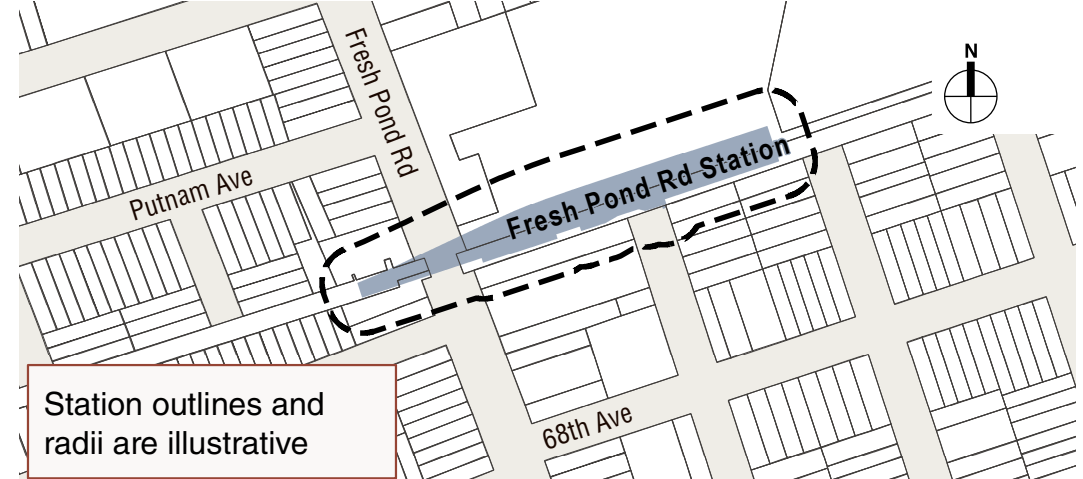 Fresh Pond Rd
N
Putnam Ave
Fresh Pond Rd Station
68th Ave
Station outlines and
radii are illustrative